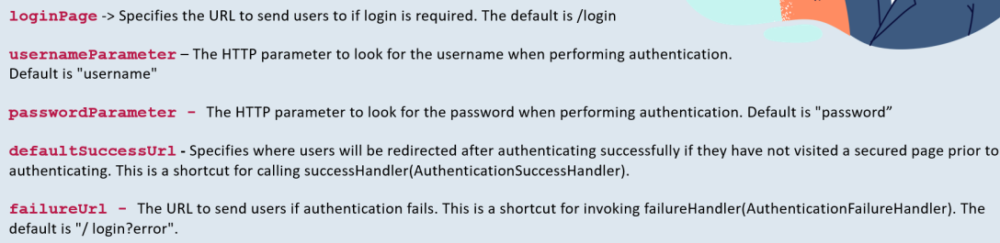 loginPage -> Specifies the URL to send users to if login is required. The default is /login
usernameParameter – The HTTP parameter to look for the username when performing authentication.
Default is "username"
passwordParameter - The HTTP parameter to look for the password when performing authentication. Default is "password”
defaultSuccessUrl - Specifies where users will be redirected after authenticating successfully if they have not visited a secured page prior to
authenticating. This is a shortcut for calling successHandler(AuthenticationSuccessHandler).
failureUrl - The URL to send users if authentication fails. This is a shortcut for invoking failureHandler(AuthenticationFailureHandler). The
default is "/ login?error".